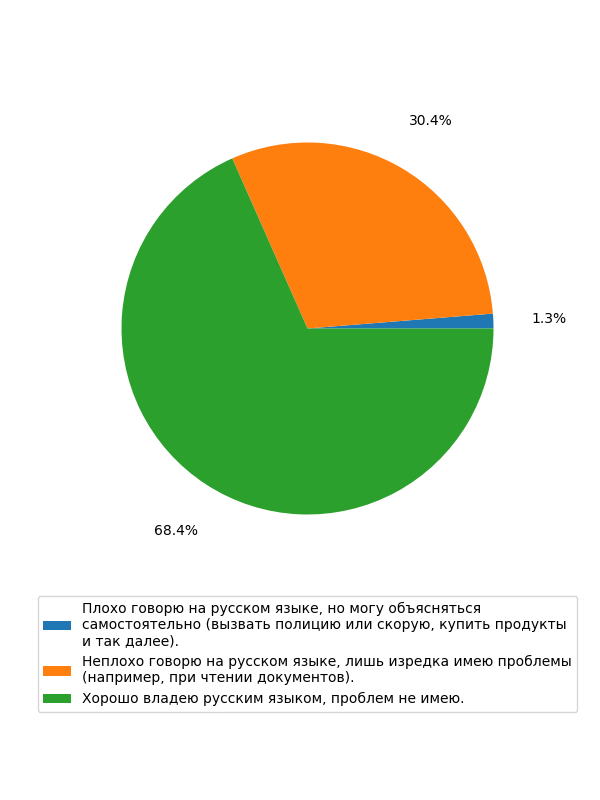 30.4%
1.3%
68.4%
Плохо говорю на русском языке, но могу объясняться
самостоятельно (вызвать полицию или скорую, купить продукты
и так далее).
Неплохо говорю на русском языке, лишь изредка имею проблемы
(например, при чтении документов).
Хорошо владею русским языком, проблем не имею.